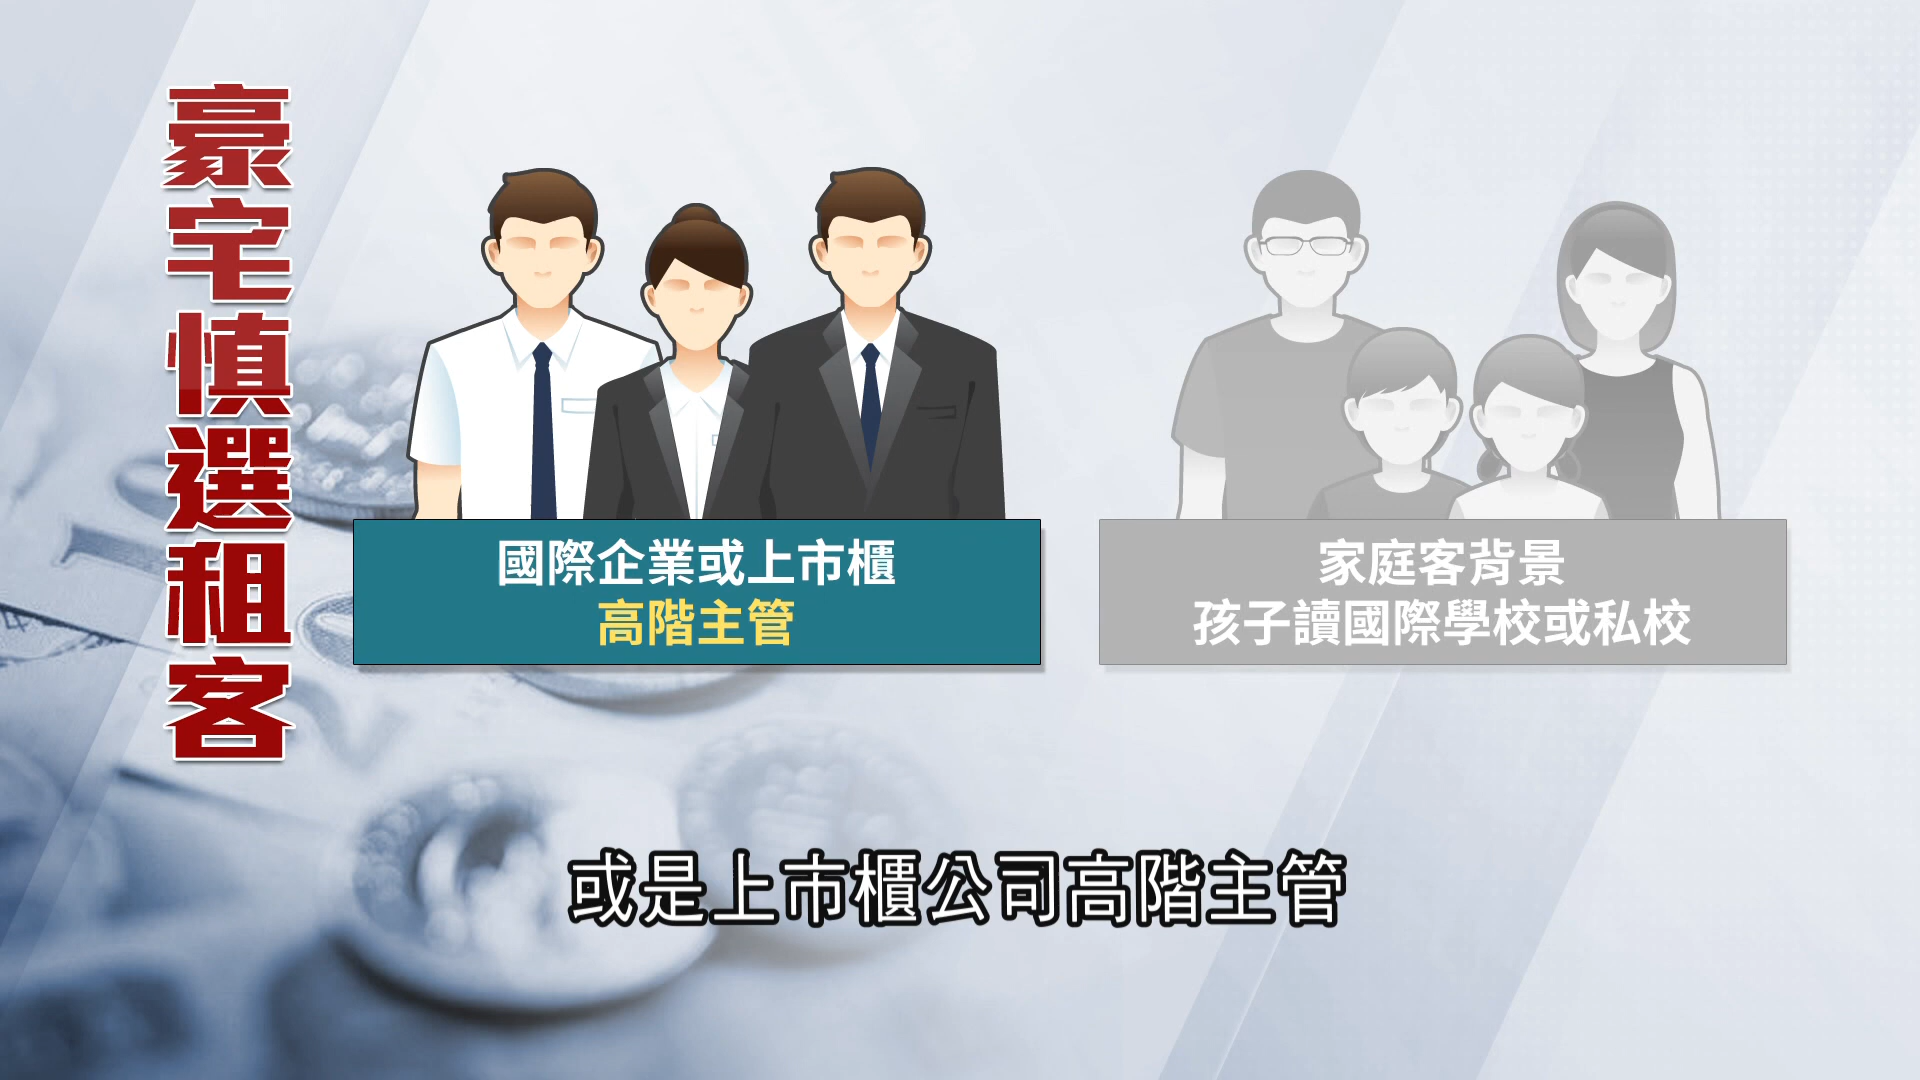 豪宅慎選租客
國際企業或上市櫃
高階主管
家庭客背景
孩子讀國際學校或私校
或是上市櫃公司高階主管